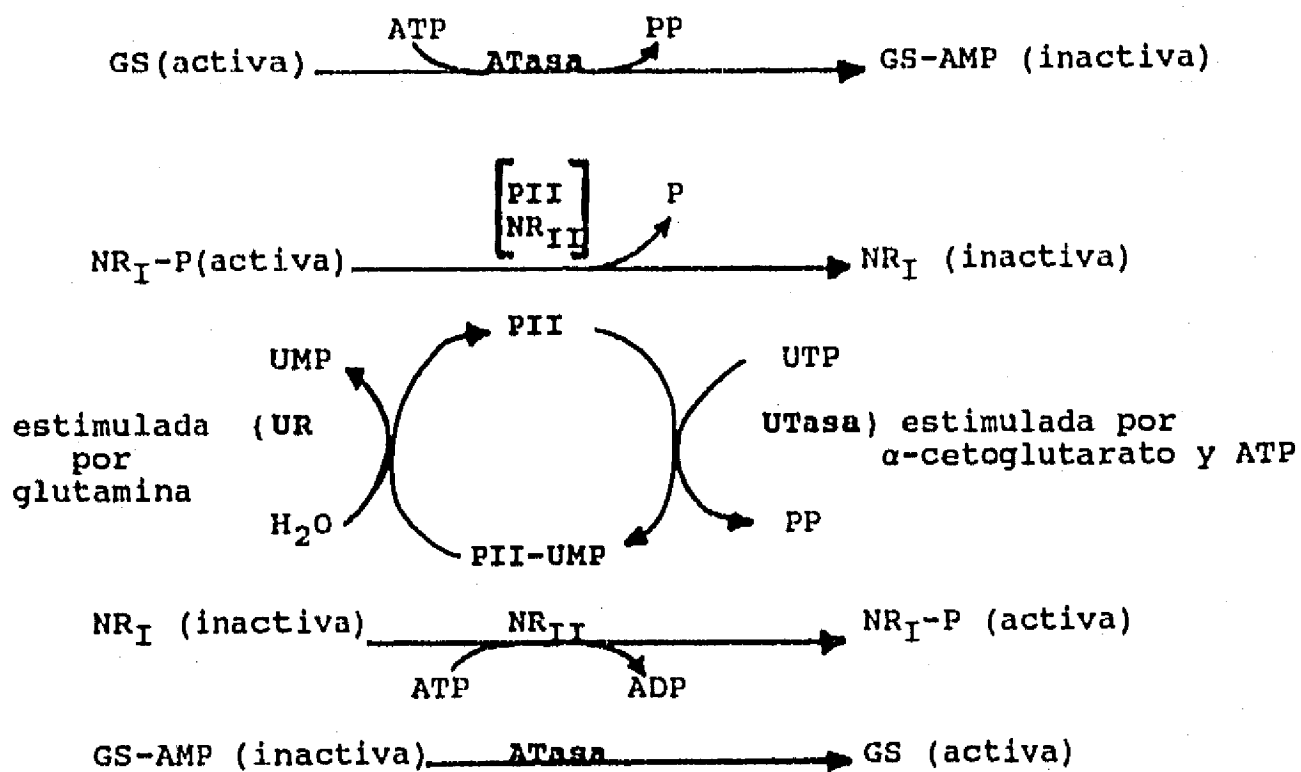 ATP PP
GS(activa) ATasa GS-AMP (inactiva)
PII P
NRII
NRI-P(activa) NRI (inactiva)
PII
UMP UTP
estimulada (UR UTasa) estimulada por
por α-cetoglutarato y ATP
glutamina
H2O PP
PII-UMP
NRI (inactiva) NRII NRI-P (activa)
ATP ADP
GS-AMP (inactiva) ATasa GS (activa)